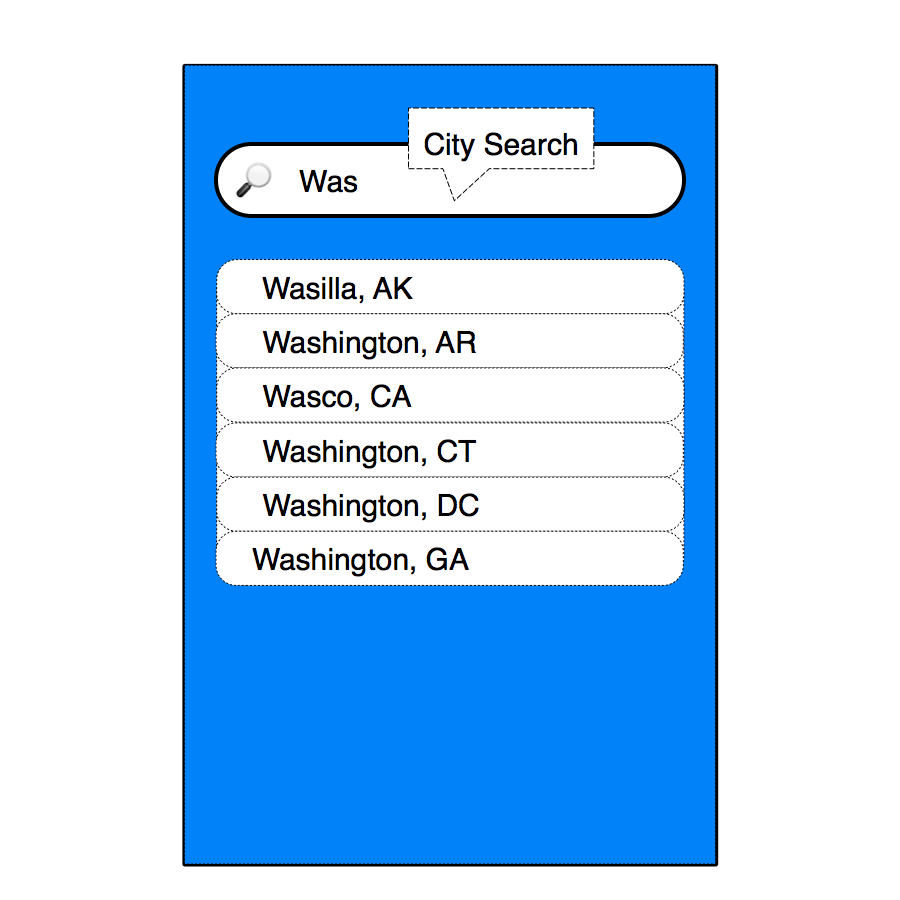 City Search
Was
Wasilla, AK
Washington, AR
Wasco, CA
Washington, CT
Washington, DC
Washington, GA